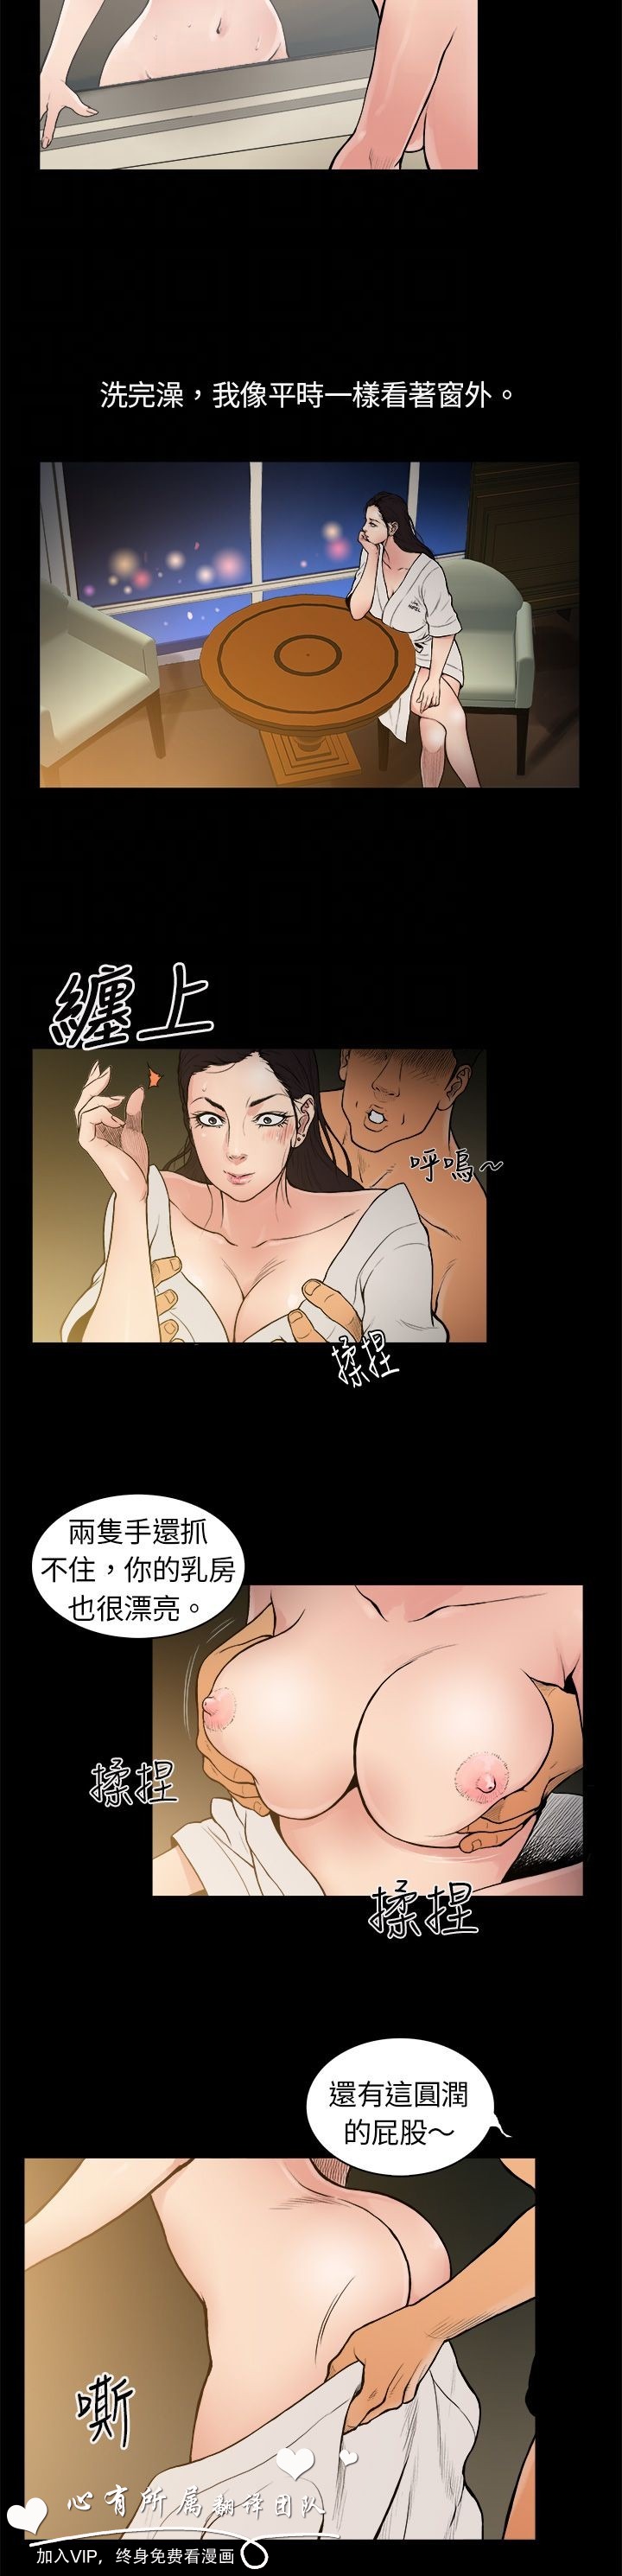 洗完澡，我像平時一樣看著窗外。
HOTEL
纏上
呼嗚~
揉捏
兩隻手還抓
不住，你的乳房
也很漂亮。
揉捏
揉捏
還有這圓潤
的屁股～
嘶
心有所属翻译团队
加入VIP，终身免费看漫画